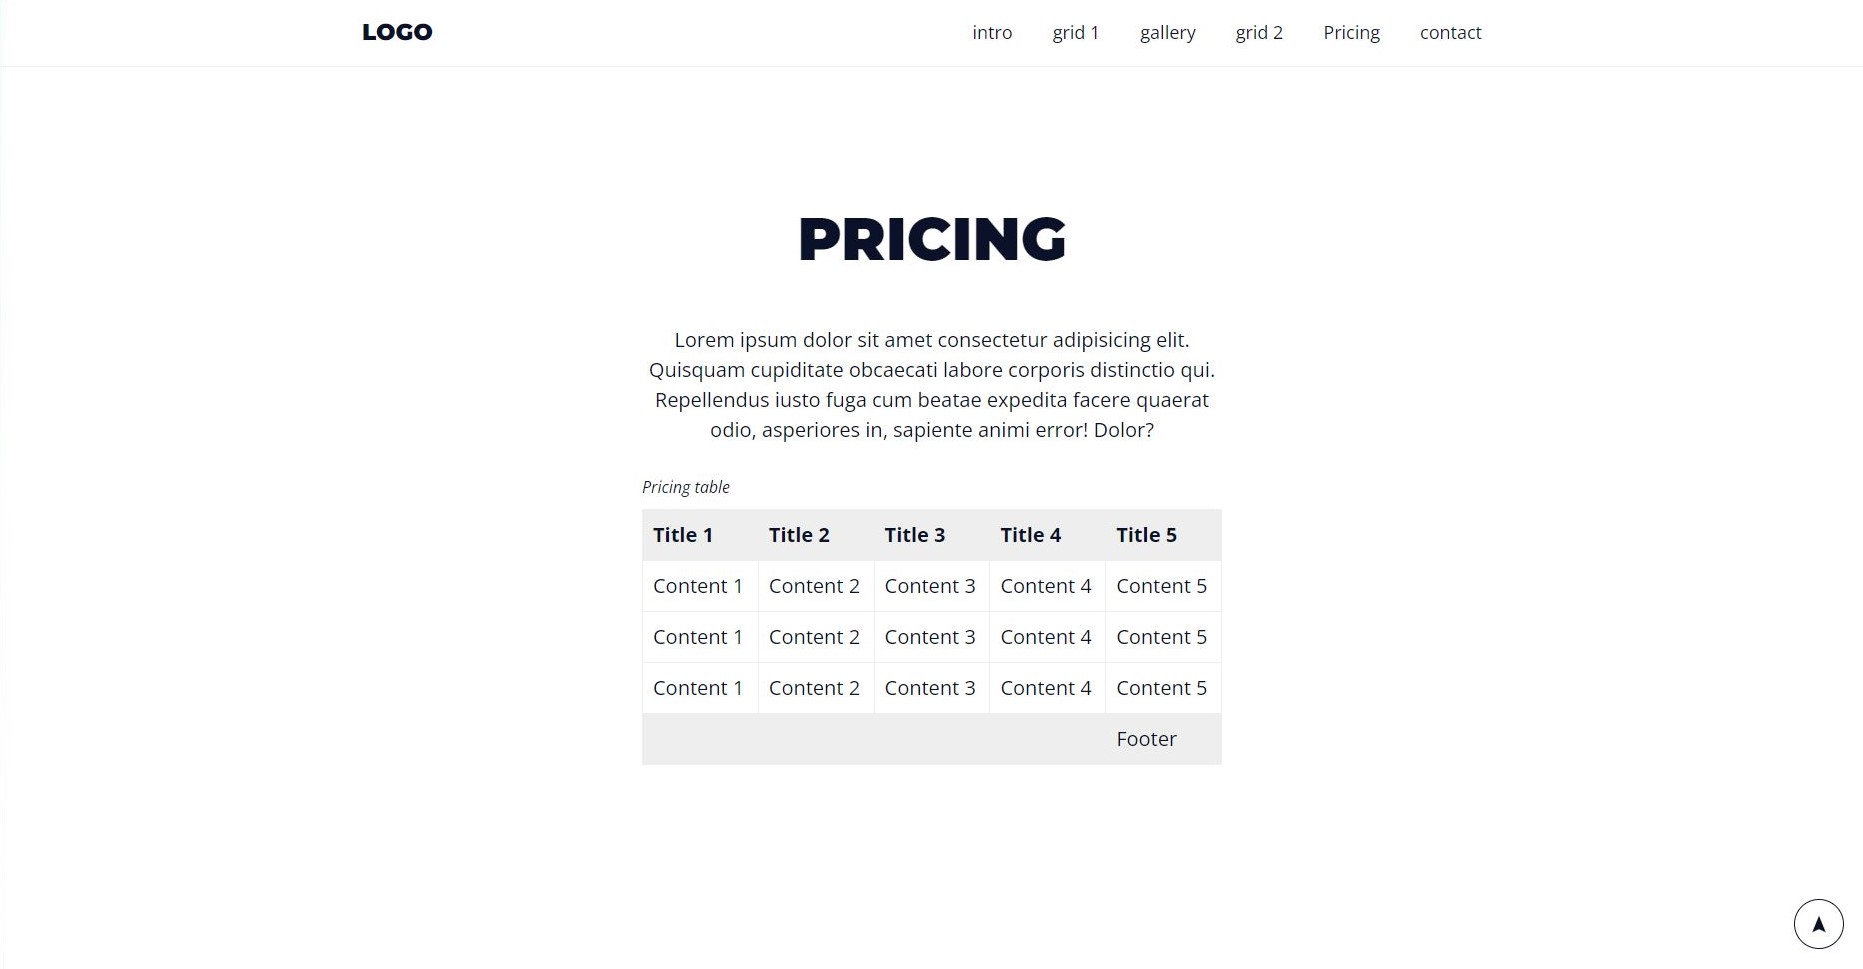 LOGO intro grid 1 gallery grid 2 Pricing contact
PRICING
Lorem ipsum dolor sit amet consectetur adipisicing elit.
Quisquam cupiditate obcaecati labore corporis distinctio qui.
Repellendus iusto fuga cum beatae expedita facere quaerat
odio, asperiores in, sapiente animi error! Dolor?
Pricing table
Title 1 Title 2 Title 3 Title 4 Title 5
Content 1 Content 2 Content 3 Content 4 Content 5
Content 1 Content 2 Content 3 Content 4 Content 5
Content 1 Content 2 Content 3 Content 4 Content 5
Footer